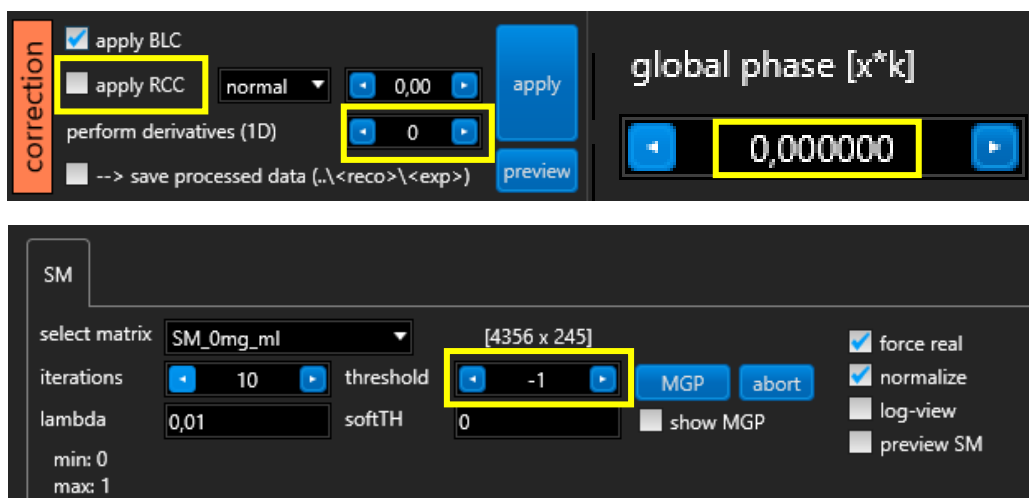 correction
apply BLC
apply RCC normal 0,00 apply
perform derivatives (1D) 0
--> save processed data (..\<reco>\<exp>) preview
global phase [x*k]
0,000000
SM
select matrix SM_0mg_ml [4356 x 245] force real
iterations 10 threshold -1 MGP abort normalize
lambda 0,01 softTH 0 show MGP log-view
preview SM
min: 0
max: 1